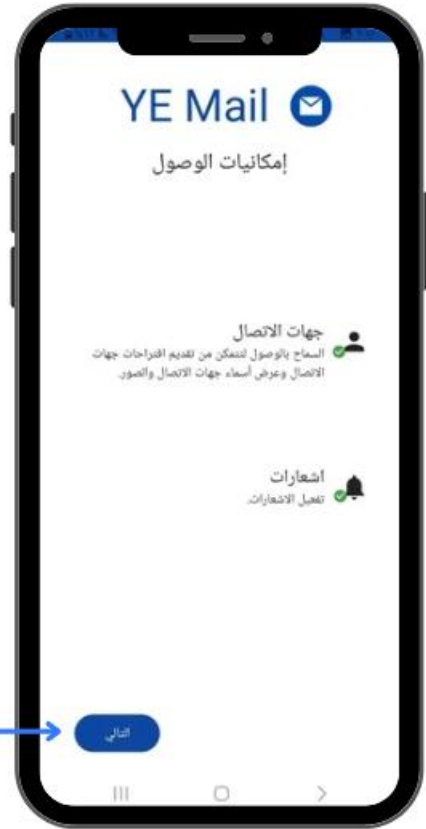 YE Mail
إمكانيات الوصول
جهات الاتصال
السماح بالوصول لتتمكن من تقديم اقتراحات جهات
الاتصال وعرض أسماء جهات الاتصال والصور.
اشعارات
تفعيل الاشعارات.
التالي